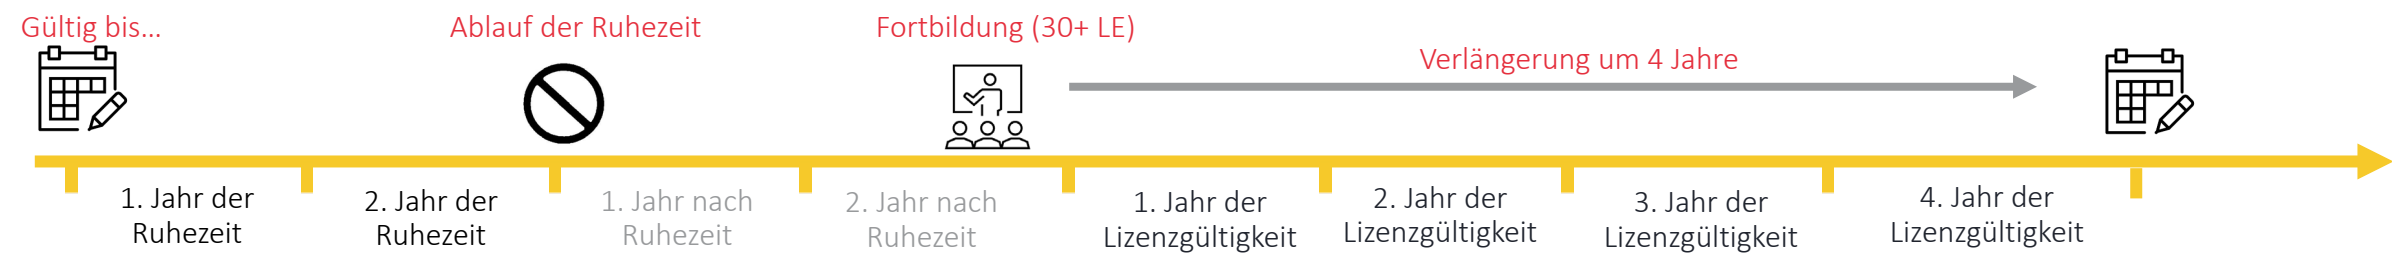 Gültig bis...
Ablauf der Ruhezeit
Fortbildung (30+ LE)
Verlängerung um 4 Jahre
1. Jahr der
Ruhezeit
2. Jahr der
Ruhezeit
1. Jahr nach
Ruhezeit
2. Jahr nach
Ruhezeit
1. Jahr der
Lizenzgültigkeit
2. Jahr der
Lizenzgültigkeit
3. Jahr der
Lizenzgültigkeit
4. Jahr der
Lizenzgültigkeit